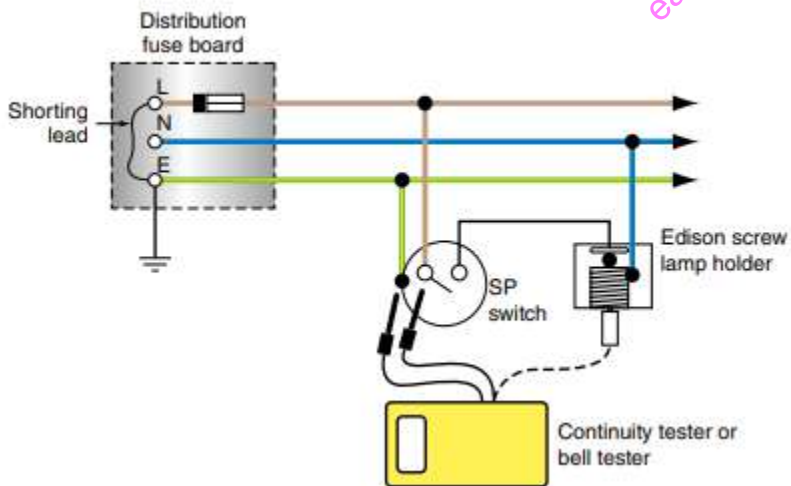 Distribution
fuse board
Shorting
lead
L
N
E
SP
switch
Edison screw
lamp holder
Continuity tester or
bell tester